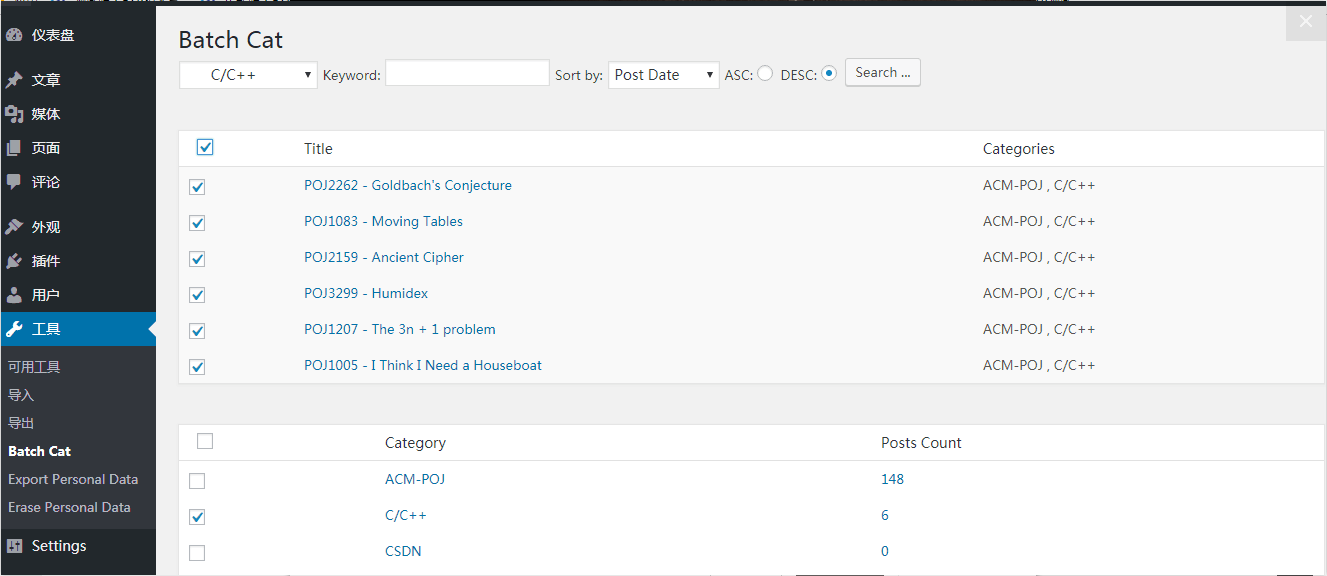 仪表盘
文章
媒体
页面
评论
外观
插件
用户
工具
可用工具
导入
导出
Batch Cat
Export Personal Data
Erase Personal Data
Settings
Batch Cat
C/C++ Keyword: Sort by: Post Date ASC: DESC: Search ...
Title Categories
POJ2262 - Goldbach's Conjecture ACM-POJ , C/C++
POJ1083 - Moving Tables ACM-POJ , C/C++
POJ2159 - Ancient Cipher ACM-POJ , C/C++
POJ3299 - Humidex ACM-POJ , C/C++
POJ1207 - The 3n + 1 problem ACM-POJ , C/C++
POJ1005 - I Think I Need a Houseboat ACM-POJ , C/C++
Category Posts Count
ACM-POJ 148
C/C++ 6
CSDN 0